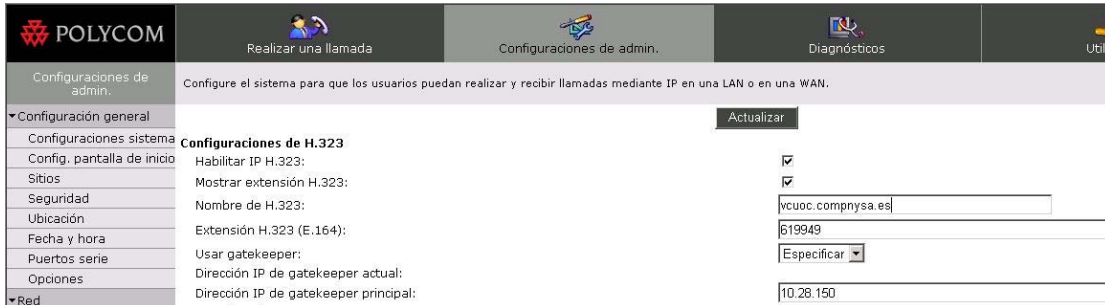 POLYCOM
Realizar una llamada
Configuraciones de admin.
Diagnósticos
Configuraciones de
admin.
Configure el sistema para que los usuarios puedan realizar y recibir llamadas mediante IP en una LAN o en una WAN.
Configuración general
Actualizar
Configuraciones sistema
Config. pantalla de inicio
Sitios
Seguridad
Ubicación
Fecha y hora
Puertos serie
Opciones
Red
Configuraciones de H.323
Habilitar IP H.323:
Mostrar extensión H.323:
Nombre de H.323: vcuoc.compnysa.es
Extensión H.323 (E.164): 619949
Usar gatekeeper: Especificar
Dirección IP de gatekeeper actual:
Dirección IP de gatekeeper principal: 10.28.150